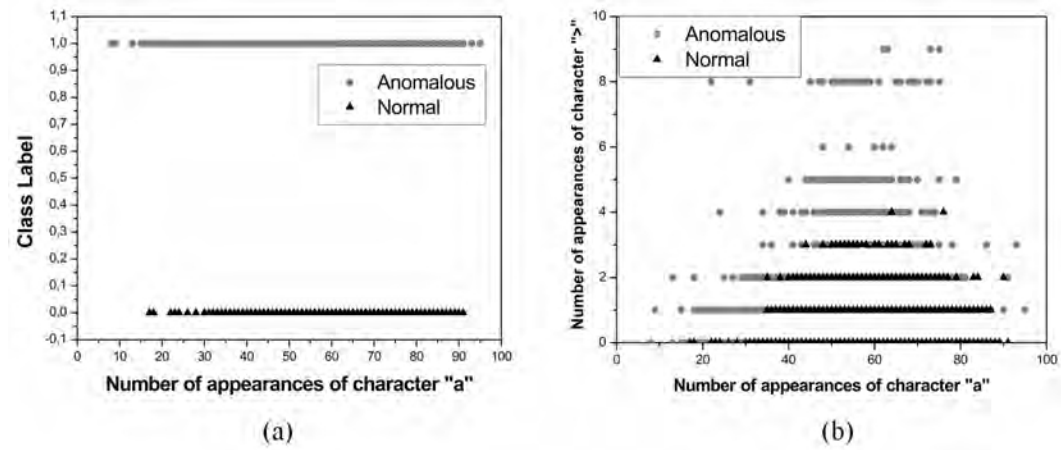 1,1
1,0
0,9
0,8
0,7
0,6
0,5
0,4
0,3
0,2
0,1
0,0
-0,1
Class Label
Anomalous
Normal
0 10 20 30 40 50 60 70 80 90 100
Number of appearances of character "a"
(a)
10
8
6
4
2
0
Number of appearances of character ">"
Anomalous
Normal
0 20 40 60 80 100
Number of appearances of character "a"
(b)